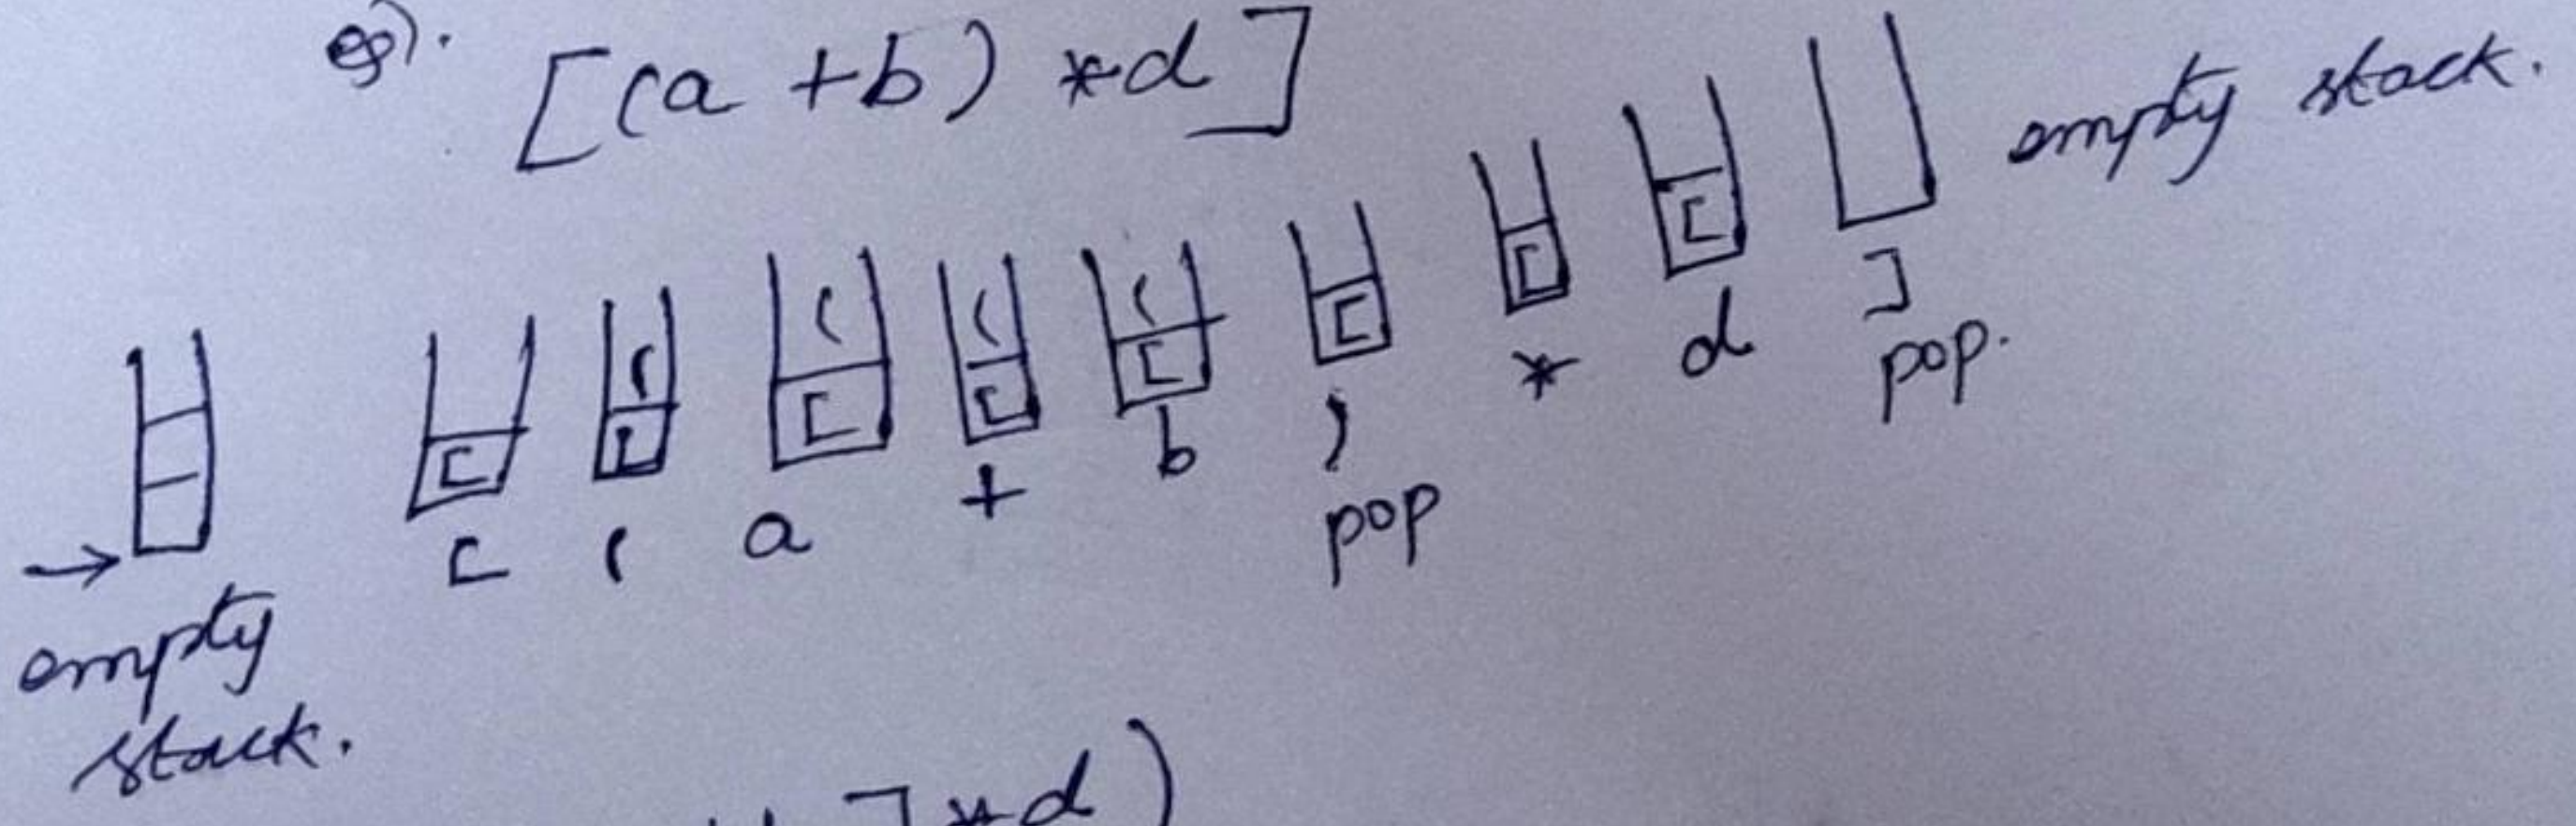 eg).
[(a + b) * d]
empty stack.
( ( ( (
[ [ [ [ [ [ [ [
[ ( a + b ) * d ]
pop pop.
empty
stack.
] * d)